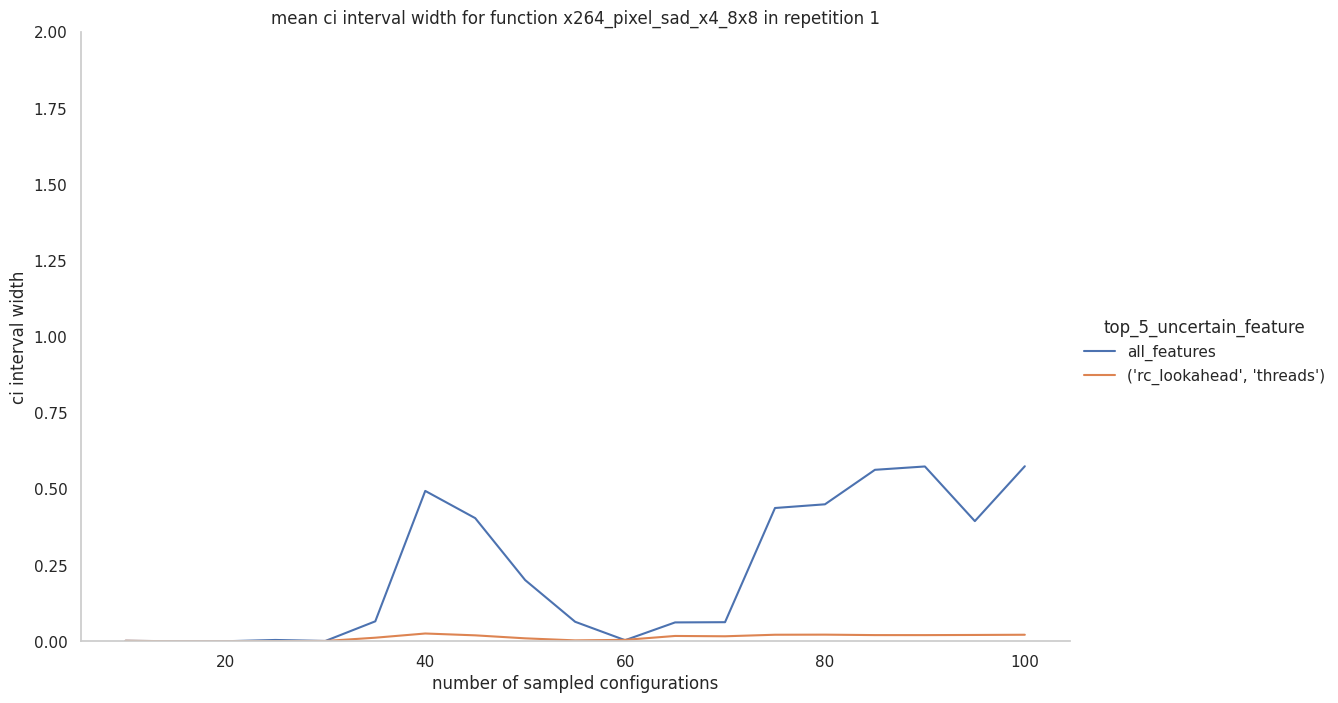 mean ci interval width for function x264_pixel_sad_x4_8x8 in repetition 1
2.00
1.75
1.50
1.25
1.00
0.75
0.50
0.25
0.00
ci interval width
20
40
60
80
100
number of sampled configurations
top_5_uncertain_feature
all_features
('rc_lookahead', 'threads')